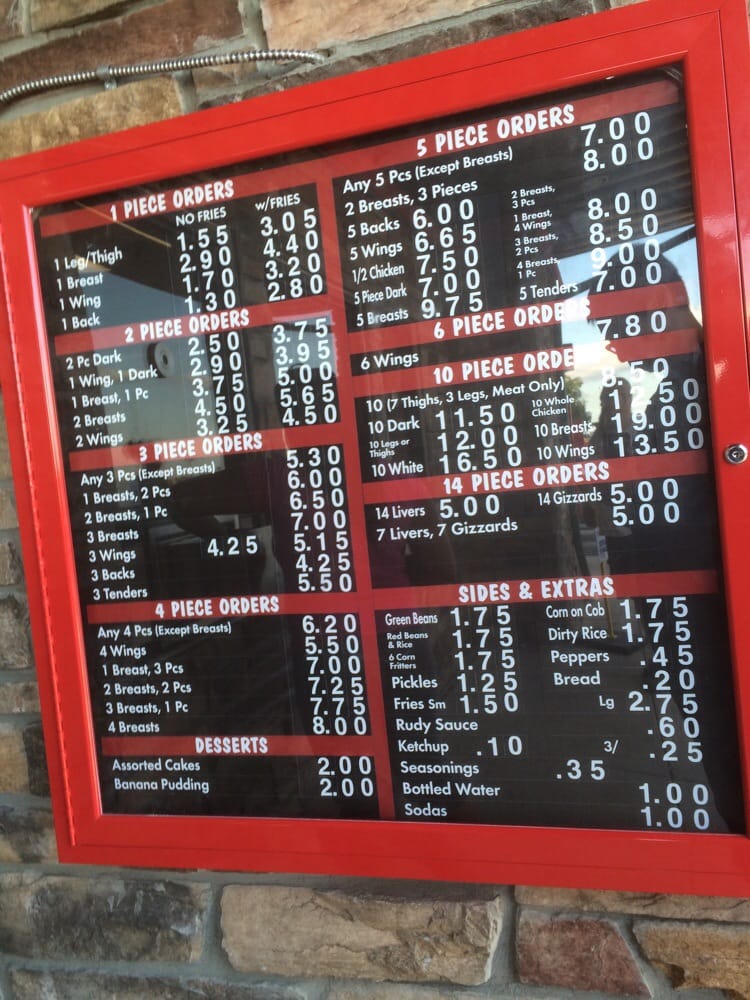 1 PIECE ORDERS
NO FRIES w/FRIES
1 Leg/Thigh 1.55 3.05
1 Breast 2.90 4.40
1 Wing 1.70 3.20
1 Back 1.30 2.80
2 PIECE ORDERS
2 Pc Dark 2.50 3.75
1 Wing, 1 Dark 2.90 3.95
1 Breast, 1 Pc 3.75 5.00
2 Breasts 4.50 5.65
2 Wings 3.25 4.50
3 PIECE ORDERS
Any 3 Pcs (Except Breasts) 5.30
1 Breasts, 2 Pcs 6.00
2 Breasts, 1 Pc 6.50
3 Breasts 7.00
3 Wings 4.25 5.15
3 Backs 4.25
3 Tenders 5.50
4 PIECE ORDERS
Any 4 Pcs (Except Breasts) 6.20
4 Wings 5.50
1 Breast, 3 Pcs 7.00
2 Breasts, 2 Pcs 7.25
3 Breasts, 1 Pc 7.75
4 Breasts 8.00
DESSERTS
Assorted Cakes 2.00
Banana Pudding 2.00
5 PIECE ORDERS
Any 5 Pcs (Except Breasts) 7.00
2 Breasts, 3 Pieces 8.00
5 Backs 6.00 2 Breasts, 3 Pcs 8.00
5 Wings 6.65 1 Breast, 4 Wings 8.50
1/2 Chicken 7.50 3 Breasts, 2 Pcs 9.00
5 Piece Dark 7.00 4 Breasts, 1 Pc 7.00
5 Breasts 9.75 5 Tenders
6 PIECE ORDERS
6 Wings 7.80
10 PIECE ORDE
10 (7 Thighs, 3 Legs, Meat Only) 8.50
10 Dark 11.50 10 Whole Chicken 12.50
10 Legs or Thighs 12.00 10 Breasts 19.00
10 White 16.50 10 Wings 13.50
14 PIECE ORDERS
14 Livers 5.00 14 Gizzards 5.00
7 Livers, 7 Gizzards 5.00
SIDES & EXTRAS
Green Beans 1.75 Corn on Cob 1.75
Red Beans & Rice 1.75 Dirty Rice 1.75
6 Corn Fritters 1.75 Peppers .45
Pickles 1.25 Bread .20
Fries Sm 1.50 Lg 2.75
Rudy Sauce .60
Ketchup .10 3/ .25
Seasonings .35
Bottled Water 1.00
Sodas 1.00